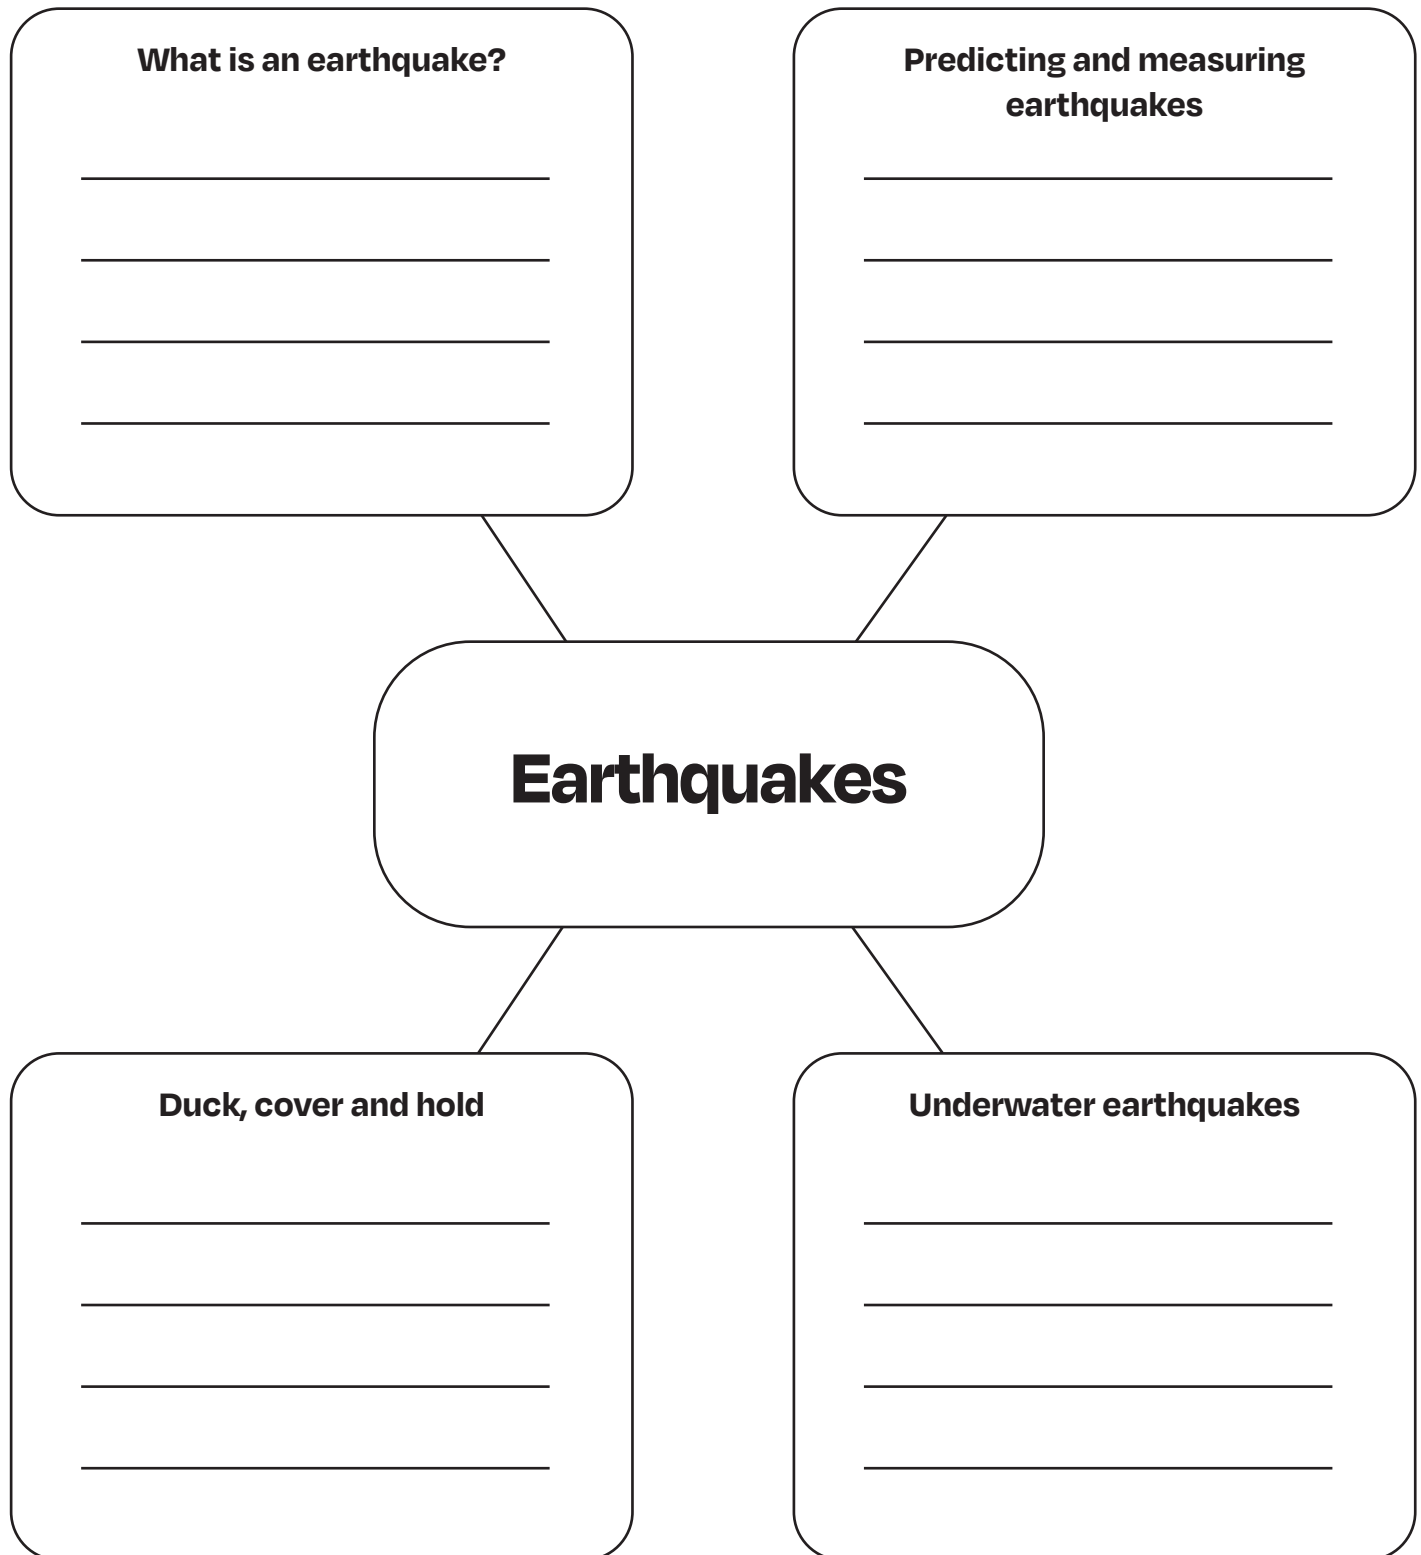 What is an earthquake?
Predicting and measuring
earthquakes
Earthquakes
Duck, cover and hold
Underwater earthquakes